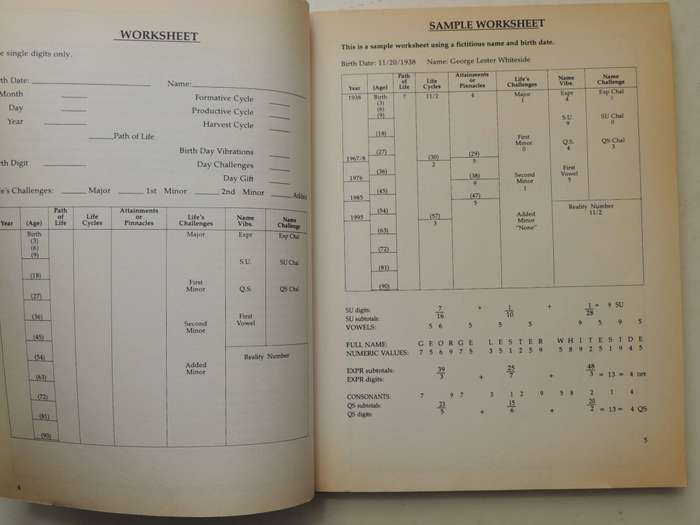 WORKSHEET
single digits only.
Birth Date: Name:
Month Formative Cycle
Day Productive Cycle
Year Harvest Cycle
Path of Life
Birth Day Vibrations
Birth Digit Day Challenges
Day Gift
Life's Challenges: Major 1st Minor 2nd Minor Added
Year (Age) Path of Life Life Cycles Attainments or Pinnacles Life's Challenges Name Vibs. Name Challenge
Birth Major Expr Exp Chal
(3)
(6)
(9)
S.U. SU Chal
(18)
First Minor Q.S. QS Chal
(27)
(36) First Vowel
Second Minor
(45)
Reality Number
(54)
Added Minor
(63)
(72)
(81)
(90)
4
SAMPLE WORKSHEET
This is a sample worksheet using a fictitious name and birth date.
Birth Date: 11/20/1938 Name: George Lester Whiteside
Year (Age) Path of Life Life Cycles Attainments or Pinnacles Life's Challenges Name Vibs. Name Challenge
1938 Birth 7 11/2 4 Major 1 Expr 4 Exp Chal
(3)
(6)
(9)
S.U. 9 SU Chal 0
(18)
First Minor 0 Q.S. 4 QS Chal 3
(27) (29)
1967/8 (30) 2 5
(36) First Vowel 5
1976 (38) 9 Second Minor 1
(45) (47)
1985 5
(54) Reality Number 11/2
1995 (57) 3 Added Minor "None"
(63)
(72)
(81)
(90)
SU digits: 7 + 1 + 1 = 9 SU
SU subtotals: 16 10 28
VOWELS: 5 6 5 5 5 9 5 9 5
FULL NAME: G E O R G E L E S T E R W H I T E S I D E
NUMERIC VALUES: 7 5 6 9 7 5 3 5 1 2 5 9 5 8 9 2 5 1 9 4 5
EXPR subtotals: 39 25 48
EXPR digits: 3 + 7 + 3 = 13 = 4
CONSONANTS: 7 9 7 3 1 2 9 5 8 2 1 4
QS subtotals: 23 15 20
QS digits: 5 + 6 + 2 = 13 = 4 QS
5